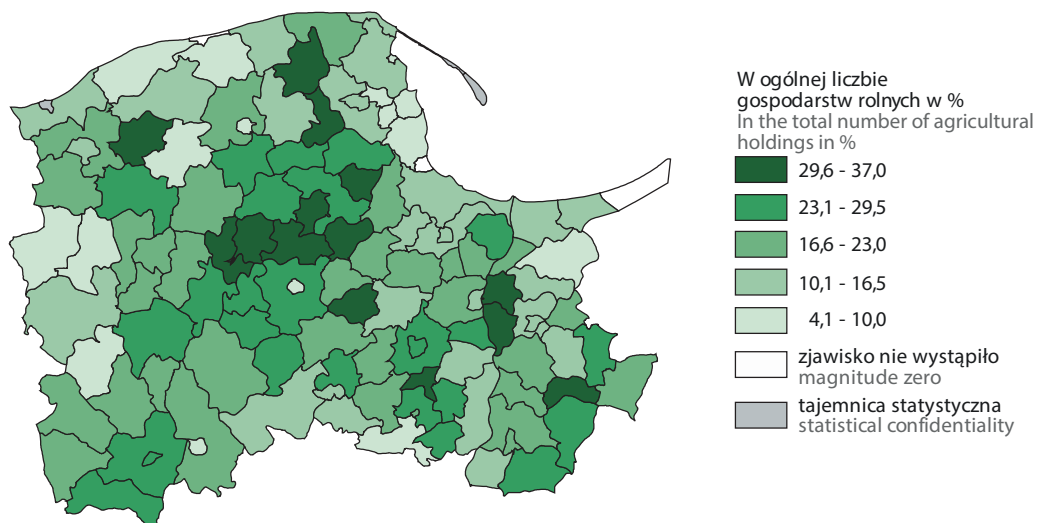 W ogólnej liczbie
gospodarstw rolnych w %
In the total number of agricultural
holdings in %
29,6 - 37,0
23,1 - 29,5
16,6 - 23,0
10,1 - 16,5
4,1 - 10,0
zjawisko nie wystąpiło
magnitude zero
tajemnica statystyczna
statistical confidentiality